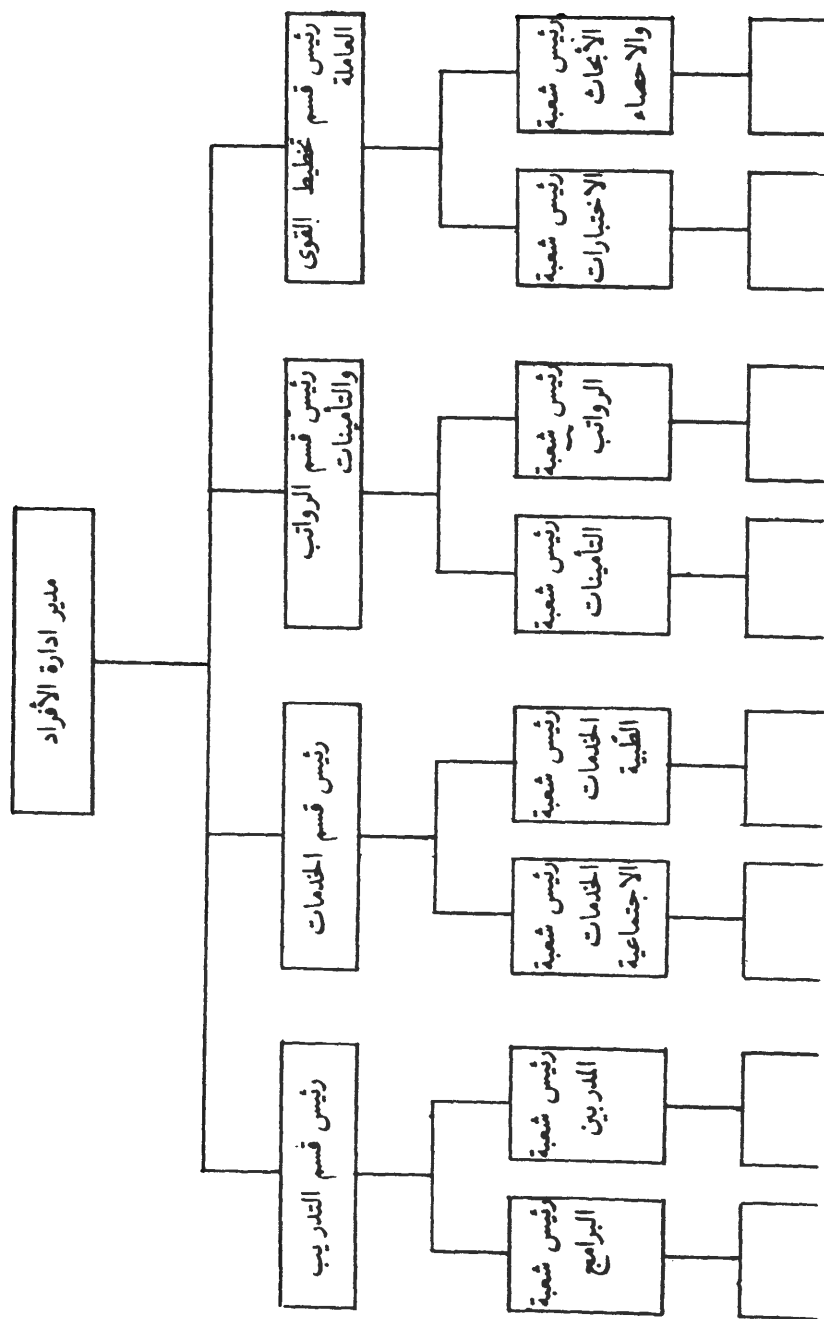 مدير ادارة الأفراد
رئيس قسم تخطيط القوى
العاملة
رئيس قسم الرواتب
والتأمينات
رئيس قسم الخدمات
رئيس قسم التدريب
رئيس شعبة
الأبحاث
والاحصاء
رئيس شعبة
الاختبارات
رئيس شعبة
الرواتب
رئيس شعبة
التأمينات
رئيس شعبة
الخدمات
الطبية
رئيس شعبة
الخدمات
الاجتماعية
رئيس شعبة
المدربين
رئيس شعبة
البرامج